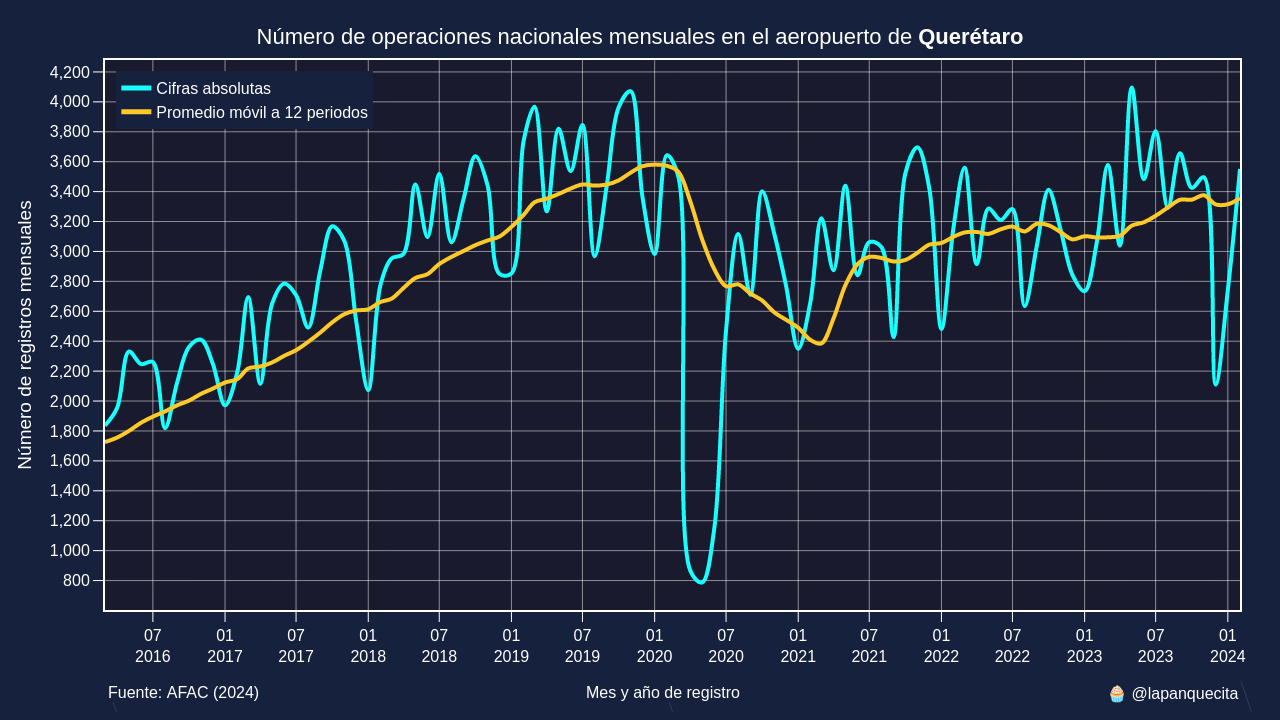 Número de operaciones nacionales mensuales en el aeropuerto de Querétaro
Cifras absolutas
Promedio móvil a 12 periodos
Número de registros mensuales
4,200
4,000
3,800
3,600
3,400
3,200
3,000
2,800
2,600
2,400
2,200
2,000
1,800
1,600
1,400
1,200
1,000
800
07 01 07 01 07 01 07 01 07 01 07 01 07 01 07 01
2016 2017 2017 2018 2018 2019 2019 2020 2020 2021 2021 2022 2022 2023 2023 2024
Fuente: AFAC (2024) Mes y año de registro 🧁 @lapanquecita